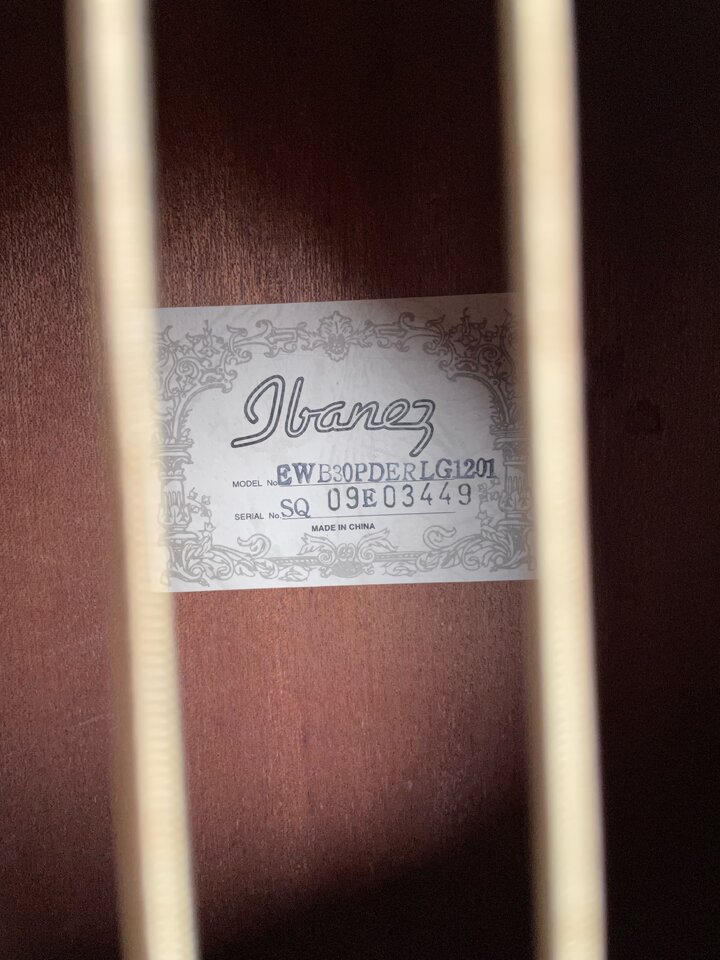 Ibanez
MODEL No. EWB30PDERLG1201
SERIAL No. SQ 09E03449
MADE IN CHINA